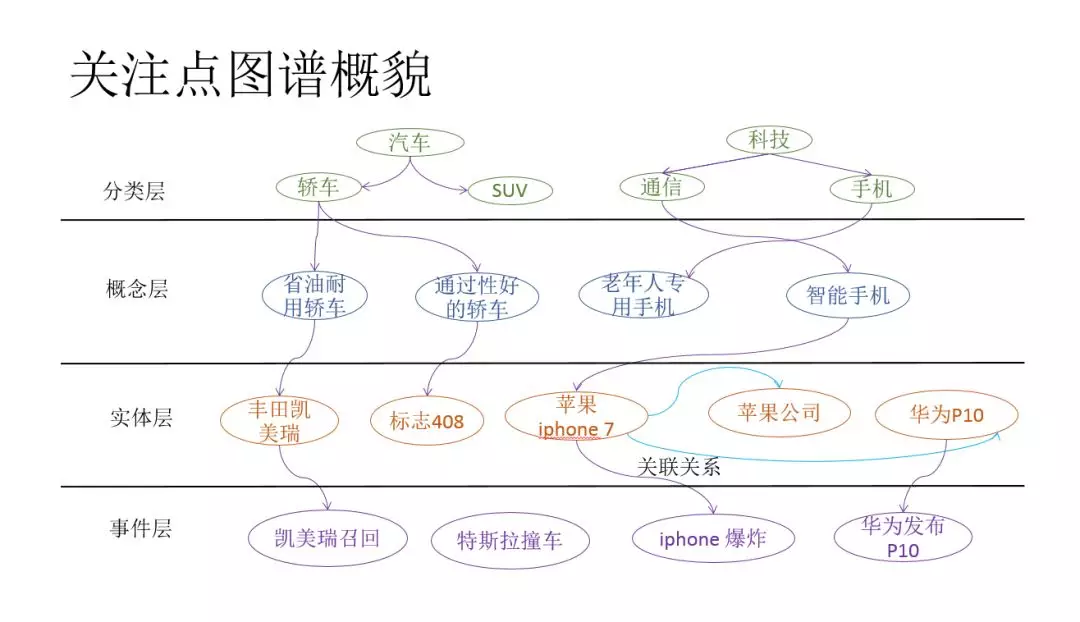 关注点图谱概貌
汽车
科技
分类层
轿车
SUV
通信
手机
概念层
省油耐
用轿车
通过性好
的轿车
老年人专
用手机
智能手机
实体层
丰田凯
美瑞
标志408
苹果
iphone 7
苹果公司
华为P10
关联关系
事件层
凯美瑞召回
特斯拉撞车
iphone 爆炸
华为发布
P10